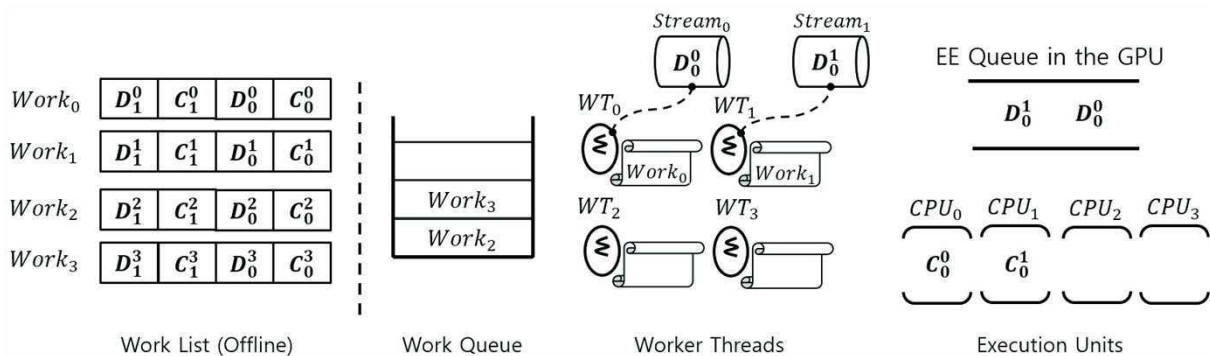 Work₀ D₁⁰ C₁⁰ D₀⁰ C₀⁰
Work₁ D₁¹ C₁¹ D₀¹ C₀¹
Work₂ D₁² C₁² D₀² C₀²
Work₃ D₁³ C₁³ D₀³ C₀³
Work List (Offline)
Work₃
Work₂
Work Queue
Stream₀ Stream₁
D₀⁰ D₀¹
WT₀ WT₁
W W
Work₀ Work₁
WT₂ WT₃
W W
Worker Threads
EE Queue in the GPU
D₀¹ D₀⁰
CPU₀ CPU₁ CPU₂ CPU₃
C₀⁰ C₀¹
Execution Units